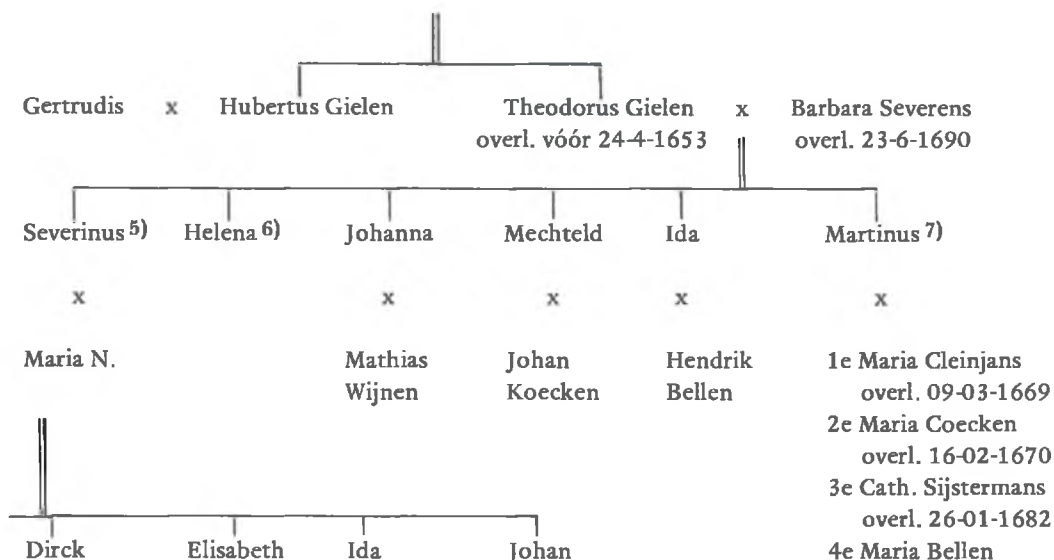 Gertrudis x Hubertus Gielen Theodorus Gielen x Barbara Severens
overl. vóór 24-4-1653 overl. 23-6-1690
Severinus 5) Helena 6) Johanna Mechteld Ida Martinus 7)
x x x x x
Maria N. Mathias Johan Hendrik 1e Maria Cleinjans
Wijnen Koecken Bellen overl. 09-03-1669
2e Maria Coecken
overl. 16-02-1670
3e Cath. Sijstermans
overl. 26-01-1682
Dirck Elisabeth Ida Johan 4e Maria Bellen